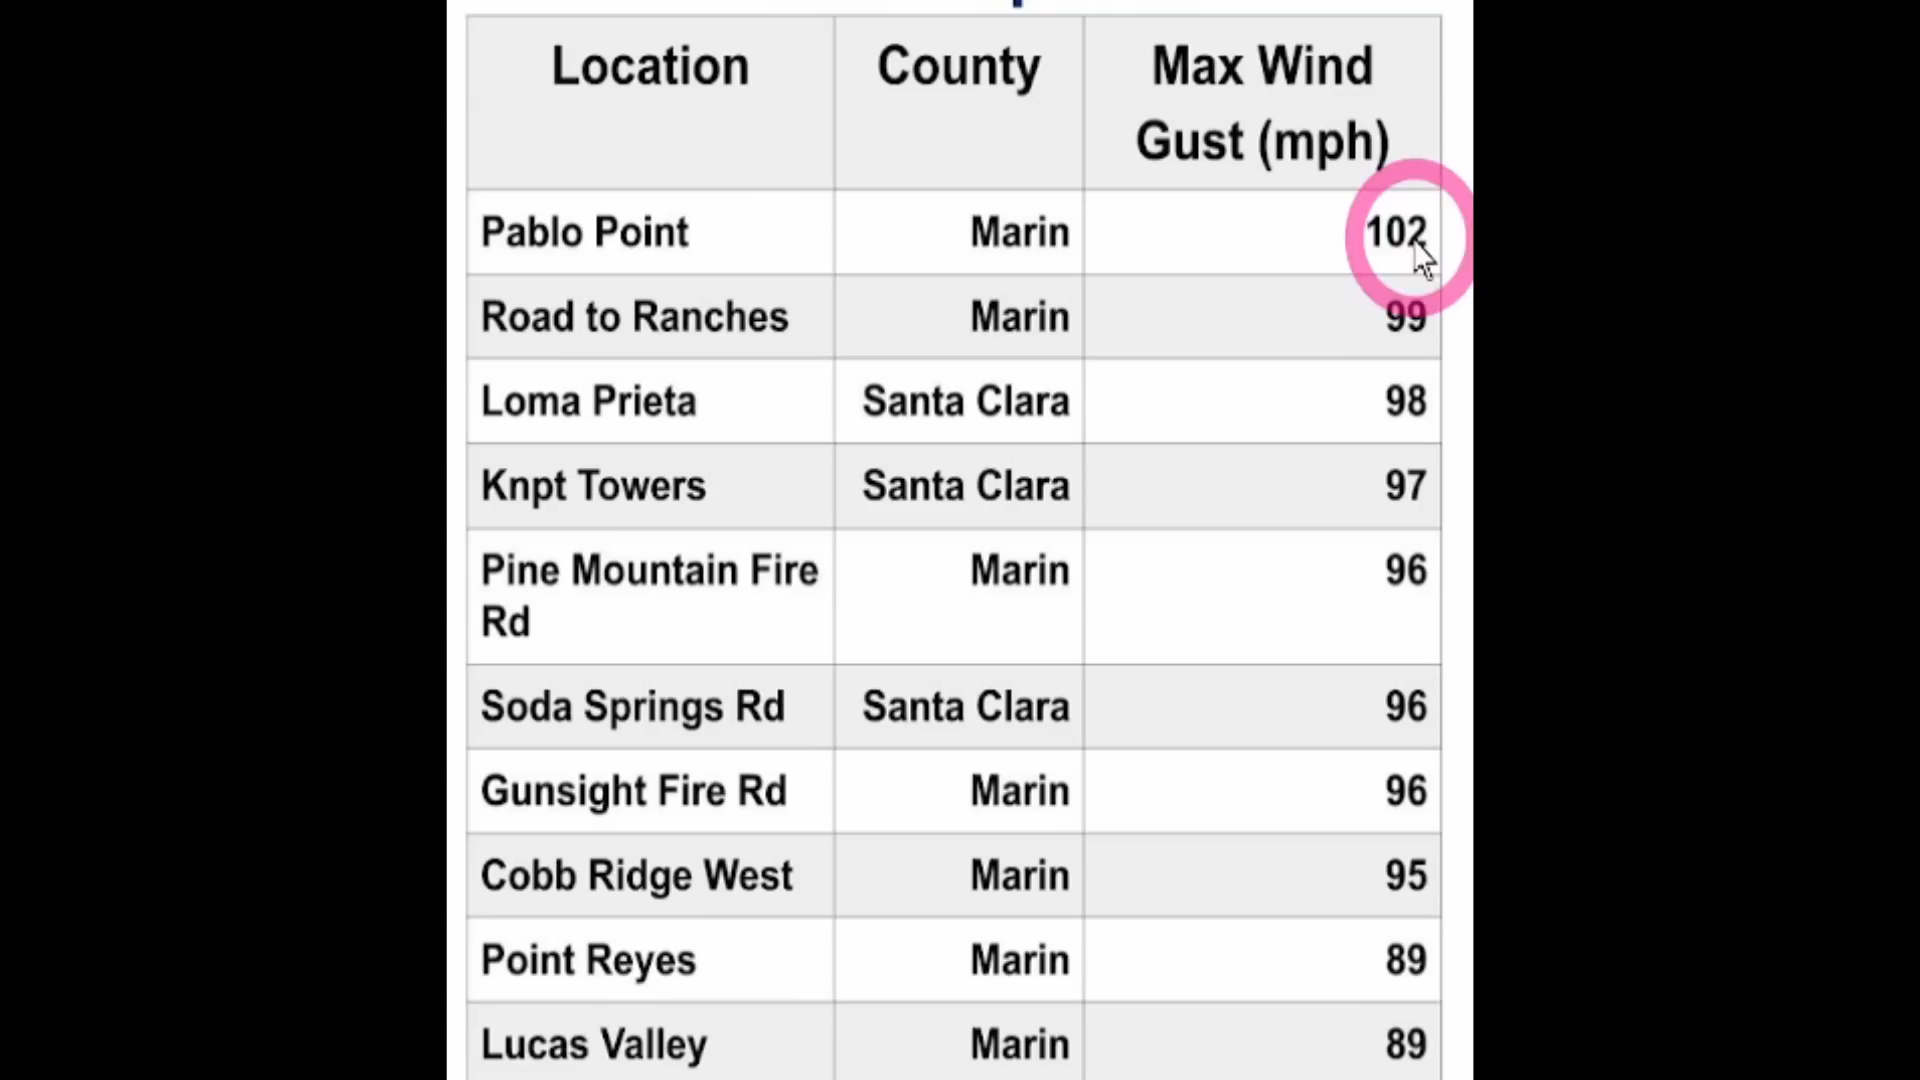 Location County Max Wind
Gust (mph)
Pablo Point Marin 102
Road to Ranches Marin 99
Loma Prieta Santa Clara 98
Knpt Towers Santa Clara 97
Pine Mountain Fire Marin 96
Rd
Soda Springs Rd Santa Clara 96
Gunsight Fire Rd Marin 96
Cobb Ridge West Marin 95
Point Reyes Marin 89
Lucas Valley Marin 89